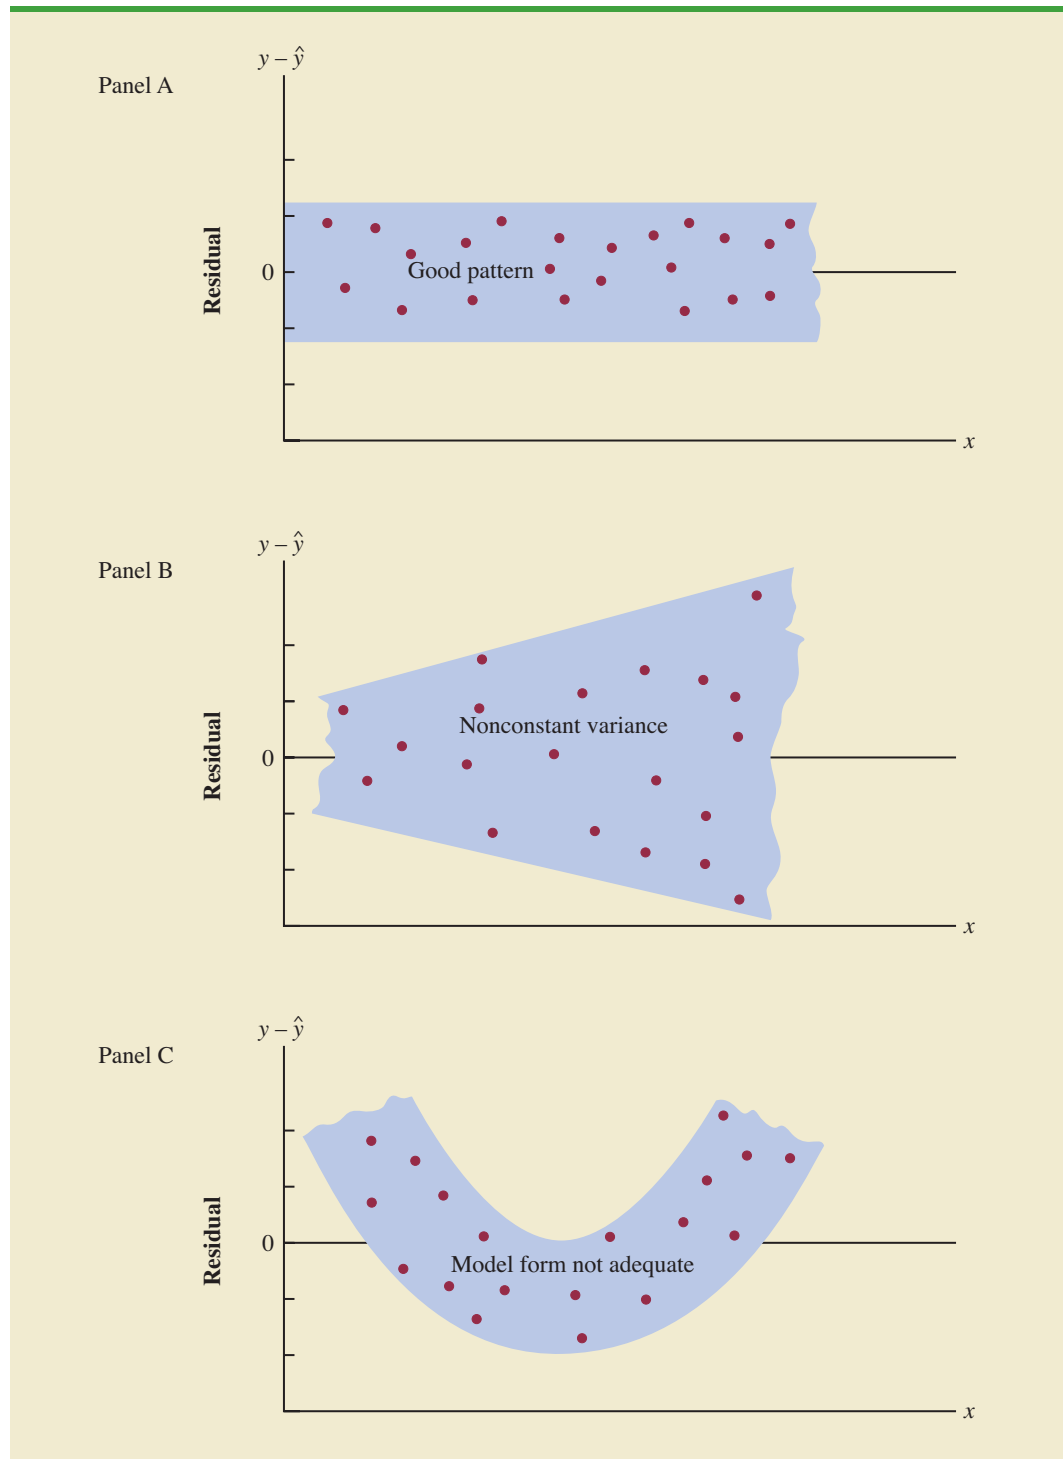 y − ŷ
Panel A
Residual
0
Good pattern
x
y − ŷ
Panel B
Residual
0
Nonconstant variance
x
y − ŷ
Panel C
Residual
0
Model form not adequate
x